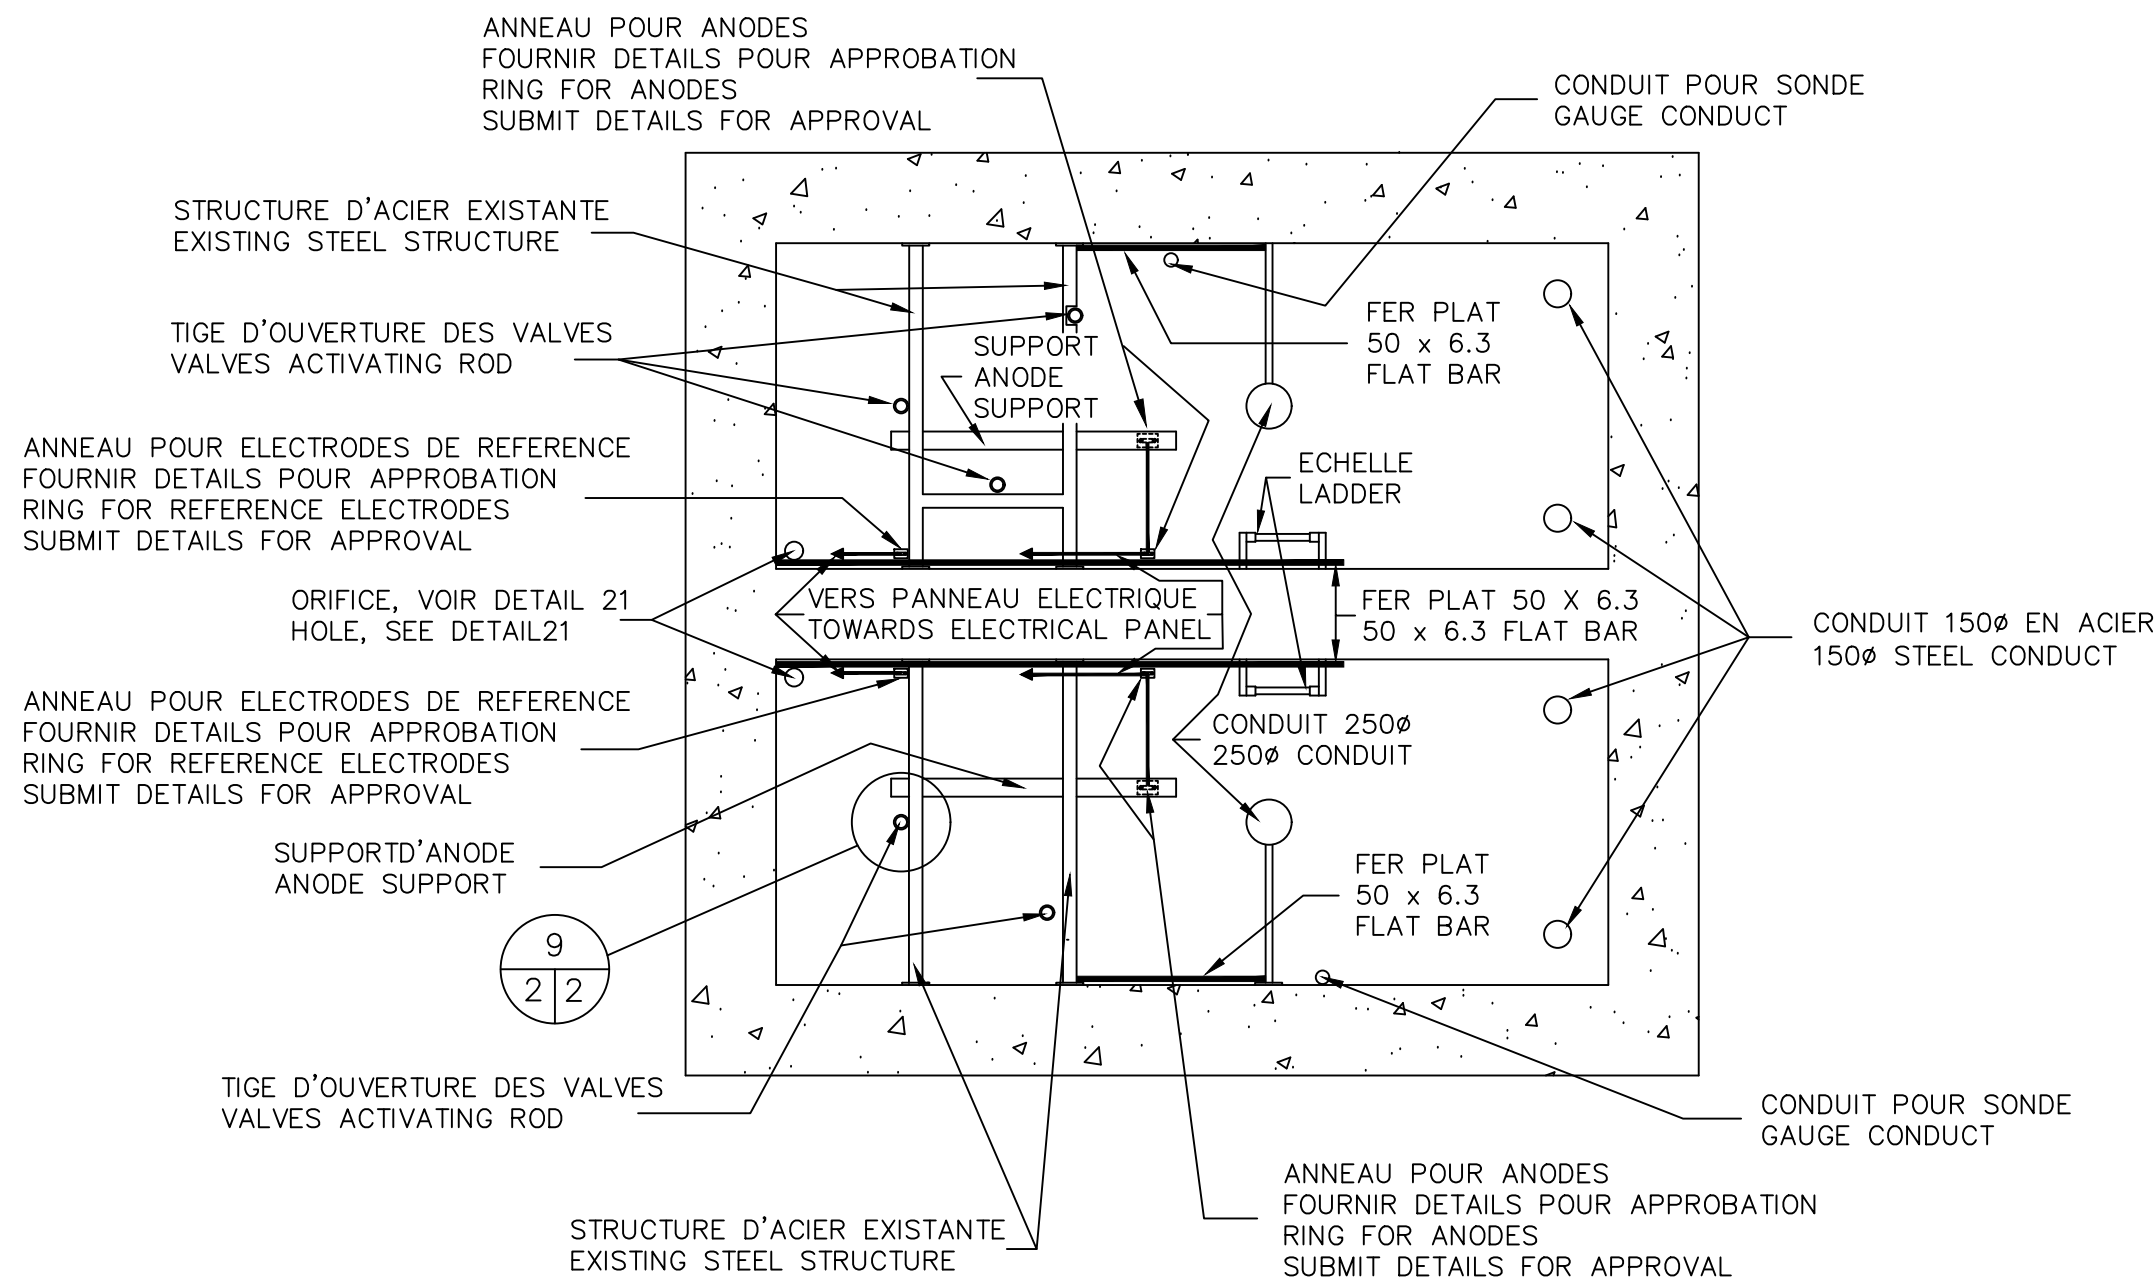 ANNEAU POUR ANODES
FOURNIR DETAILS POUR APPROBATION
RING FOR ANODES
SUBMIT DETAILS FOR APPROVAL
CONDUIT POUR SONDE
GAUGE CONDUCT
STRUCTURE D'ACIER EXISTANTE
EXISTING STEEL STRUCTURE
TIGE D'OUVERTURE DES VALVES
VALVES ACTIVATING ROD
SUPPORT
ANODE
SUPPORT
FER PLAT
50 x 6.3
FLAT BAR
ANNEAU POUR ELECTRODES DE REFERENCE
FOURNIR DETAILS POUR APPROBATION
RING FOR REFERENCE ELECTRODES
SUBMIT DETAILS FOR APPROVAL
ECHELLE
LADDER
ORIFICE, VOIR DETAIL 21
HOLE, SEE DETAIL21
VERS PANNEAU ELECTRIQUE
TOWARDS ELECTRICAL PANEL
FER PLAT 50 X 6.3
50 x 6.3 FLAT BAR
CONDUIT 150ø EN ACIER
150ø STEEL CONDUCT
ANNEAU POUR ELECTRODES DE REFERENCE
FOURNIR DETAILS POUR APPROBATION
RING FOR REFERENCE ELECTRODES
SUBMIT DETAILS FOR APPROVAL
CONDUIT 250ø
250ø CONDUIT
SUPPORTD'ANODE
ANODE SUPPORT
FER PLAT
50 x 6.3
FLAT BAR
9
2 2
TIGE D'OUVERTURE DES VALVES
VALVES ACTIVATING ROD
CONDUIT POUR SONDE
GAUGE CONDUCT
ANNEAU POUR ANODES
FOURNIR DETAILS POUR APPROBATION
RING FOR ANODES
SUBMIT DETAILS FOR APPROVAL
STRUCTURE D'ACIER EXISTANTE
EXISTING STEEL STRUCTURE